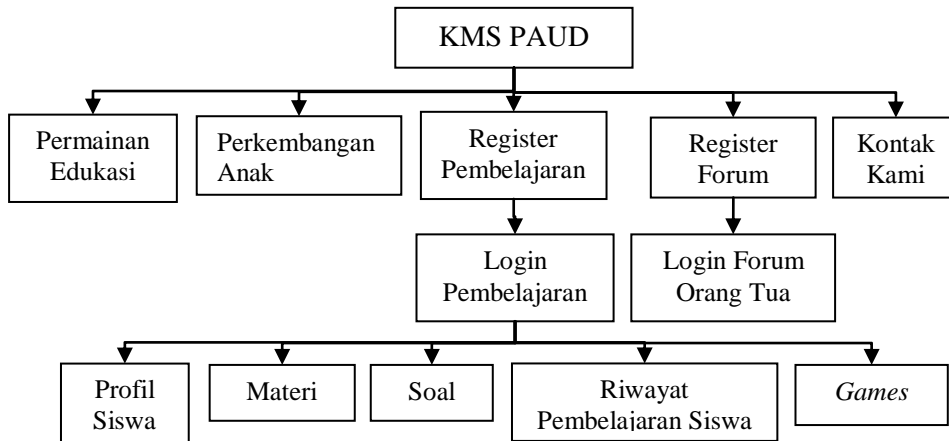 KMS PAUD
Permainan
Edukasi
Perkembangan
Anak
Register
Pembelajaran
Register
Forum
Kontak
Kami
Login
Pembelajaran
Login Forum
Orang Tua
Profil
Siswa
Materi
Soal
Riwayat
Pembelajaran Siswa
Games